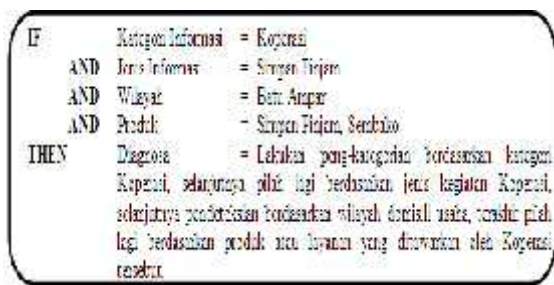 IF Kategori Informasi = Koperasi
AND Jenis Informasi = Simpan Pinjam
AND Wilayah = Batu Ampar
AND Produk = Simpan Pinjam, Sembako
THEN Diagnosa = Lakukan peng-kategorian berdasarkan kategori
Koperasi, selanjutnya pilah lagi berdasarkan jenis kegiatan Koperasi,
selanjutnya pendeteksian berdasarkan wilayah domisili usaha, terakhir pilah
lagi berdasarkan produk atau layanan yang ditawarkan oleh Koperasi
tersebut.